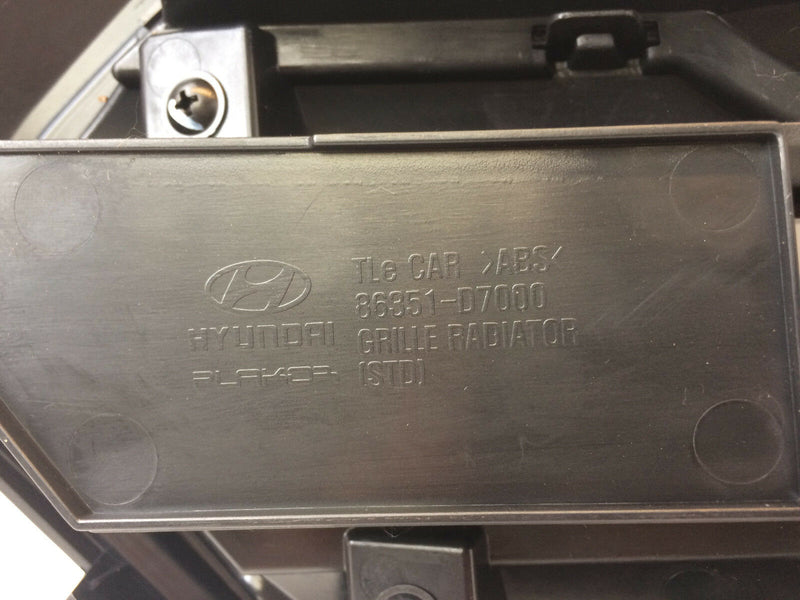 TLe CAR >ABS<
86351-D7000
HYUNDAI GRILLE RADIATOR
PLAKOR (STD)